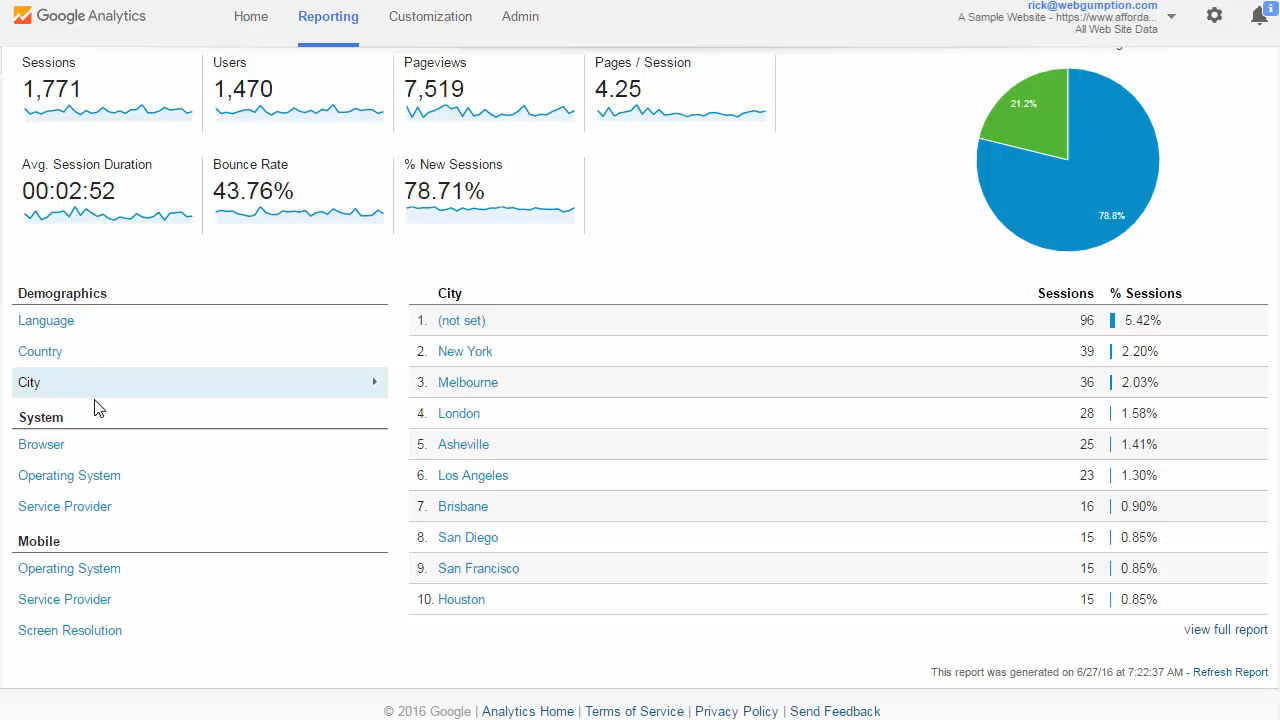 Google Analytics
Home Reporting Customization Admin
rick@webgumption.com
A Sample Website - https://www.afforda...
All Web Site Data
Sessions Users Pageviews Pages / Session
1,771 1,470 7,519 4.25
Avg. Session Duration Bounce Rate % New Sessions
00:02:52 43.76% 78.71%
21.2%
78.8%
Demographics
Language
Country
City
System
Browser
Operating System
Service Provider
Mobile
Operating System
Service Provider
Screen Resolution
City Sessions % Sessions
1. (not set) 96 5.42%
2. New York 39 2.20%
3. Melbourne 36 2.03%
4. London 28 1.58%
5. Asheville 25 1.41%
6. Los Angeles 23 1.30%
7. Brisbane 16 0.90%
8. San Diego 15 0.85%
9. San Francisco 15 0.85%
10. Houston 15 0.85%
view full report
This report was generated on 6/27/16 at 7:22:37 AM - Refresh Report
© 2016 Google | Analytics Home | Terms of Service | Privacy Policy | Send Feedback